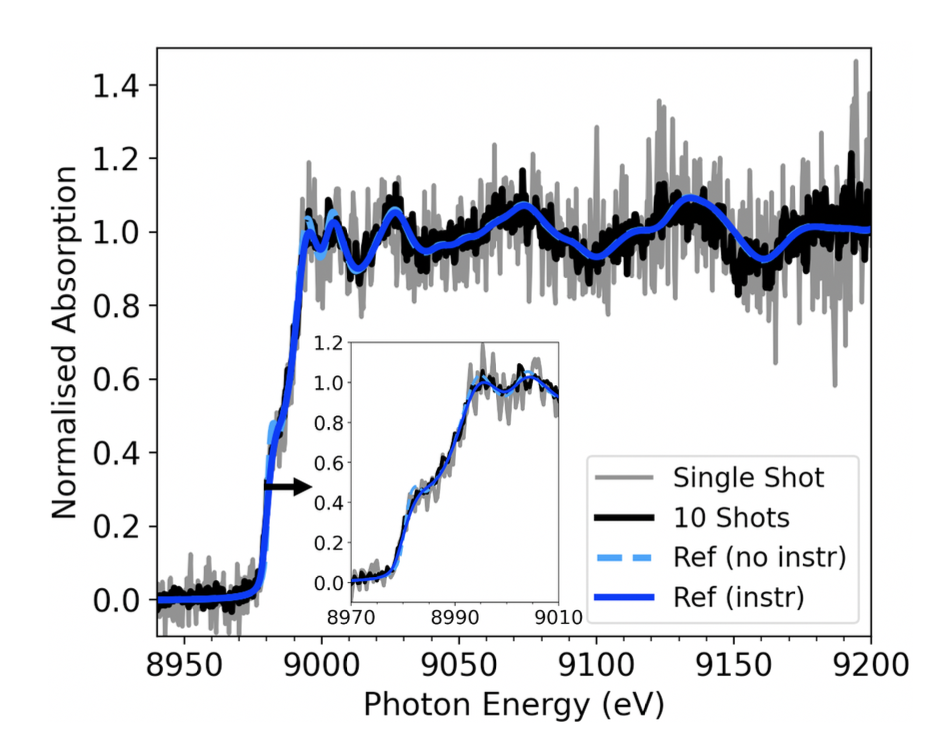 Normalised Absorption
1.4
1.2
1.0
0.8
0.6
0.4
0.2
0.0
1.2
1.0
0.8
0.6
0.4
0.2
0.0
8970 8990 9010
Single Shot
10 Shots
Ref (no instr)
Ref (instr)
8950 9000 9050 9100 9150 9200
Photon Energy (eV)